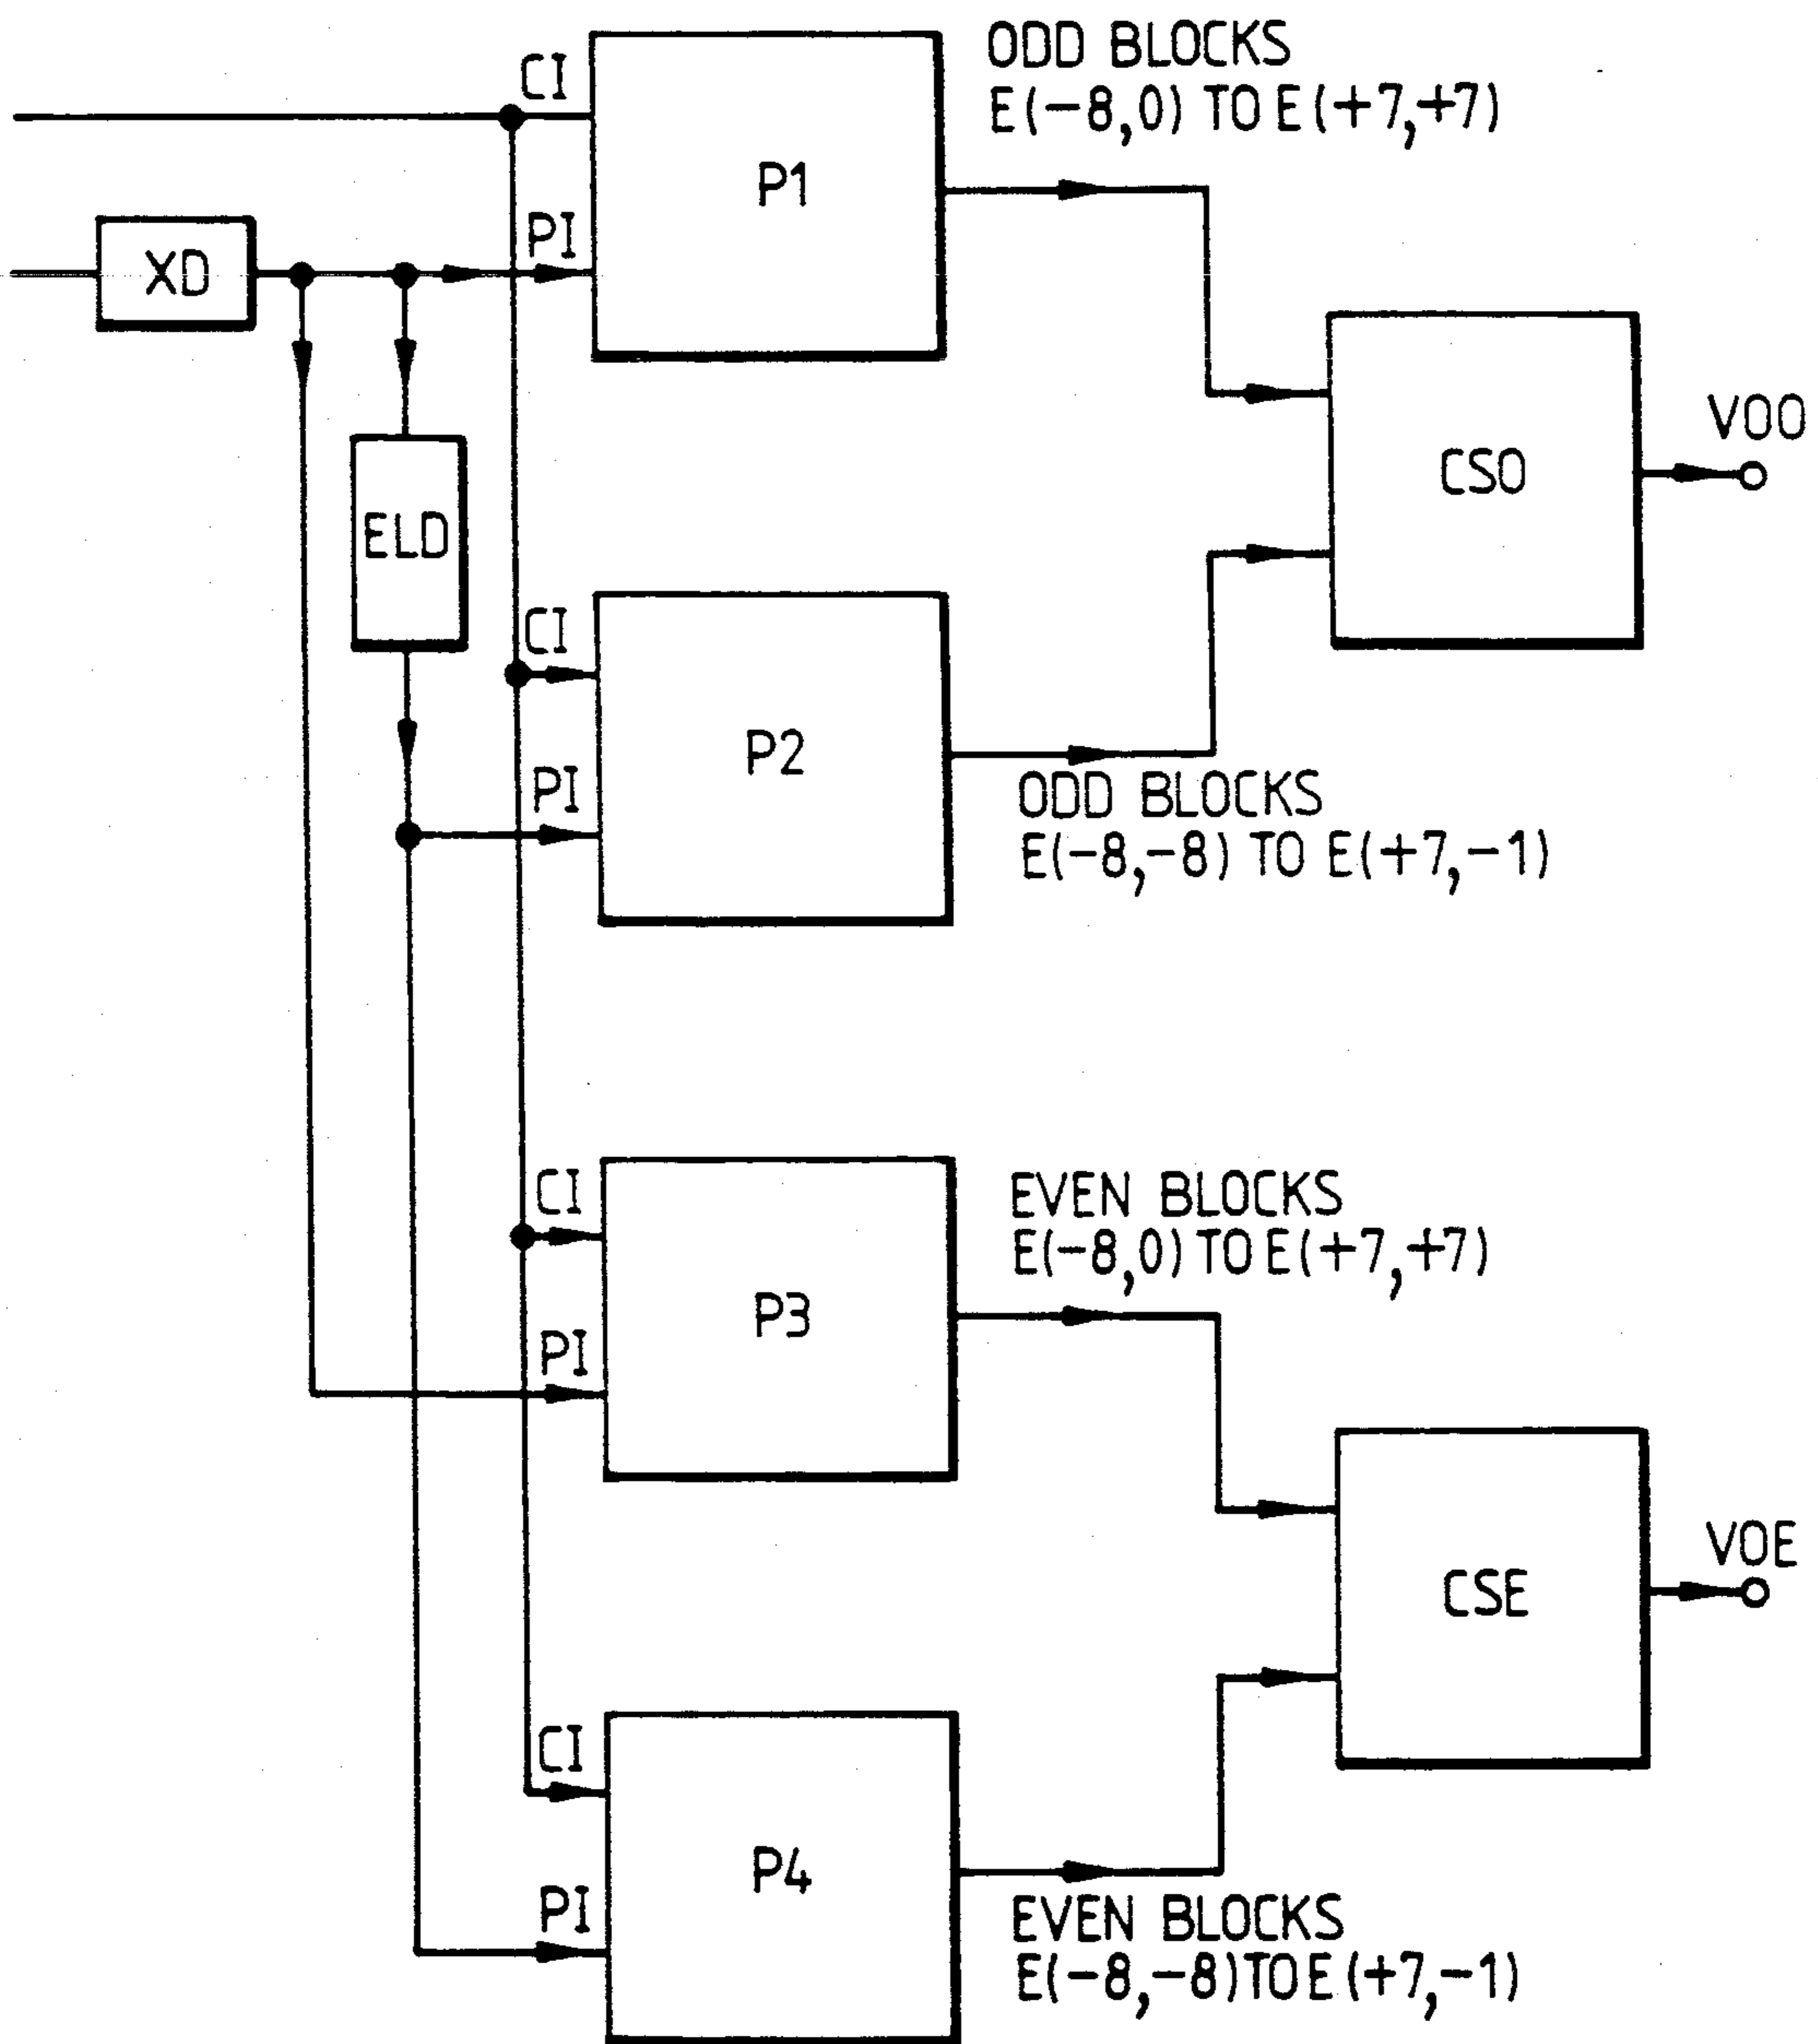 CI
ODD BLOCKS
E(-8,0) TO E(+7,+7)
P1
PI
XD
VOO
CSO
ELD
CI
P2
PI
ODD BLOCKS
E(-8,-8) TO E(+7,-1)
CI
EVEN BLOCKS
E(-8,0) TO E(+7,+7)
P3
PI
VOE
CSE
CI
P4
PI
EVEN BLOCKS
E(-8,-8) TO E(+7,-1)